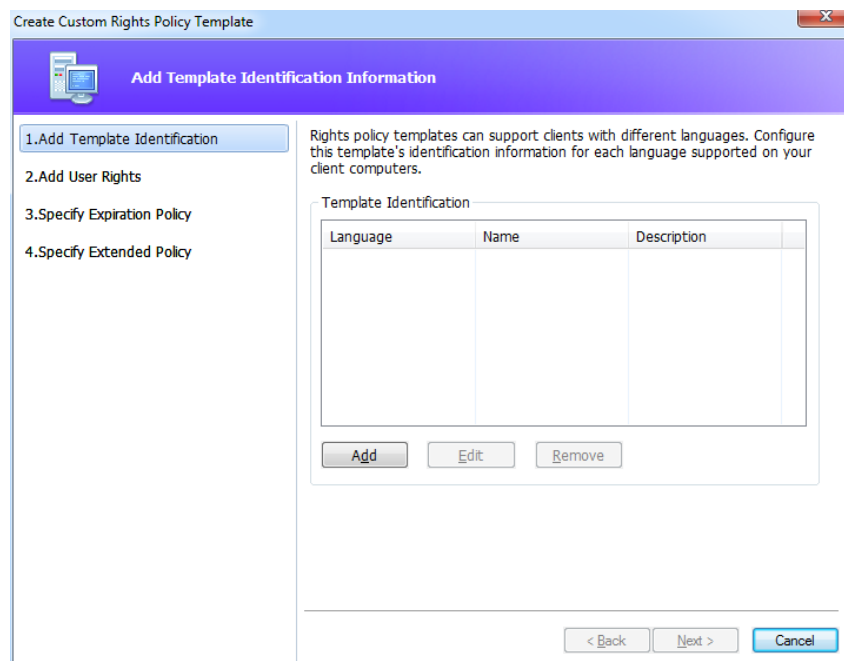 Create Custom Rights Policy Template
X
Add Template Identification Information
1.Add Template Identification
2.Add User Rights
3.Specify Expiration Policy
4.Specify Extended Policy
Rights policy templates can support clients with different languages. Configure
this template's identification information for each language supported on your
client computers.
Template Identification
Language Name Description
Add Edit Remove
< Back Next > Cancel